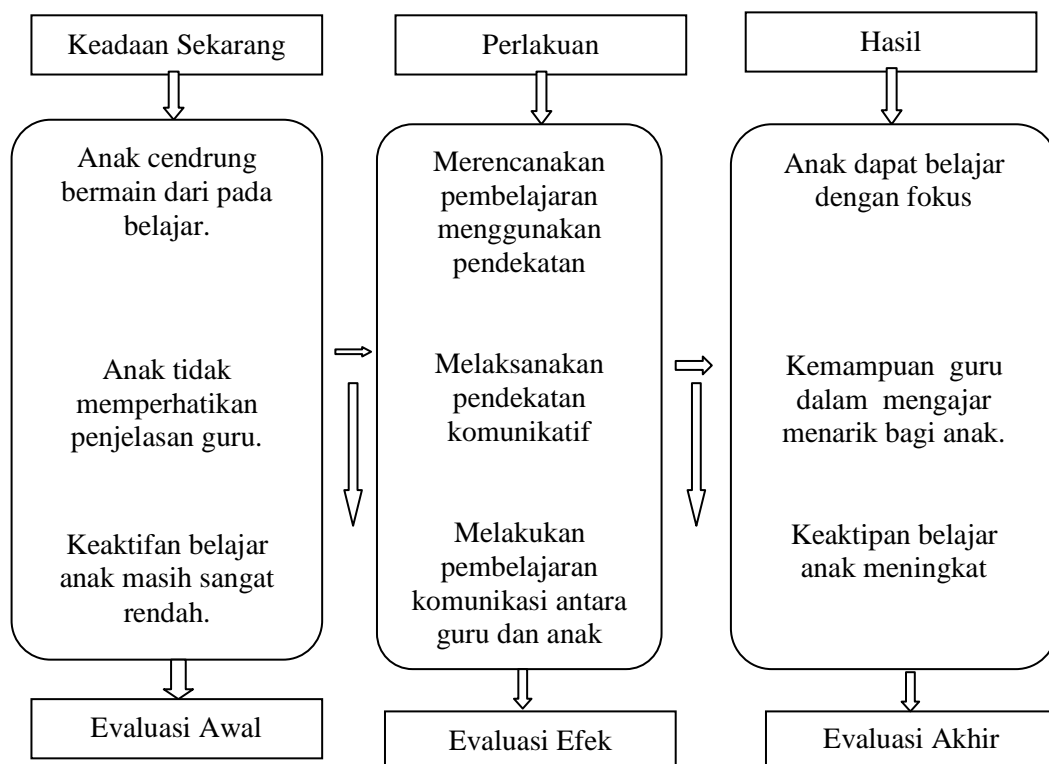 Keadaan Sekarang
Perlakuan
Hasil
Anak cendrung
bermain dari pada
belajar.
Anak tidak
memperhatikan
penjelasan guru.
Keaktifan belajar
anak masih sangat
rendah.
Merencanakan
pembelajaran
menggunakan
pendekatan
Melaksanakan
pendekatan
komunikatif
Melakukan
pembelajaran
komunikasi antara
guru dan anak
Anak dapat belajar
dengan fokus
Kemampuan guru
dalam mengajar
menarik bagi anak.
Keaktipan belajar
anak meningkat
Evaluasi Awal
Evaluasi Efek
Evaluasi Akhir